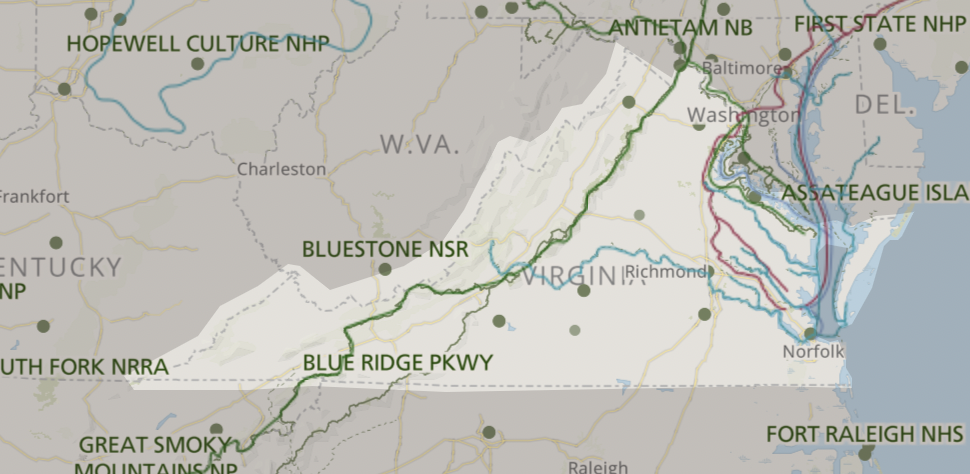 ANTIETAM NB
FIRST STATE NHP
HOPEWELL CULTURE NHP
Baltimore
DEL.
Washington
W.VA.
Charleston
Frankfort
ASSATEAGUE ISLA
BLUESTONE NSR
ENTUCKY
VIRGINIA
Richmond
NP
Norfolk
UTH FORK NRRA
BLUE RIDGE PKWY
FORT RALEIGH NHS
GREAT SMOKY
MOUNTAINS NP
Raleigh